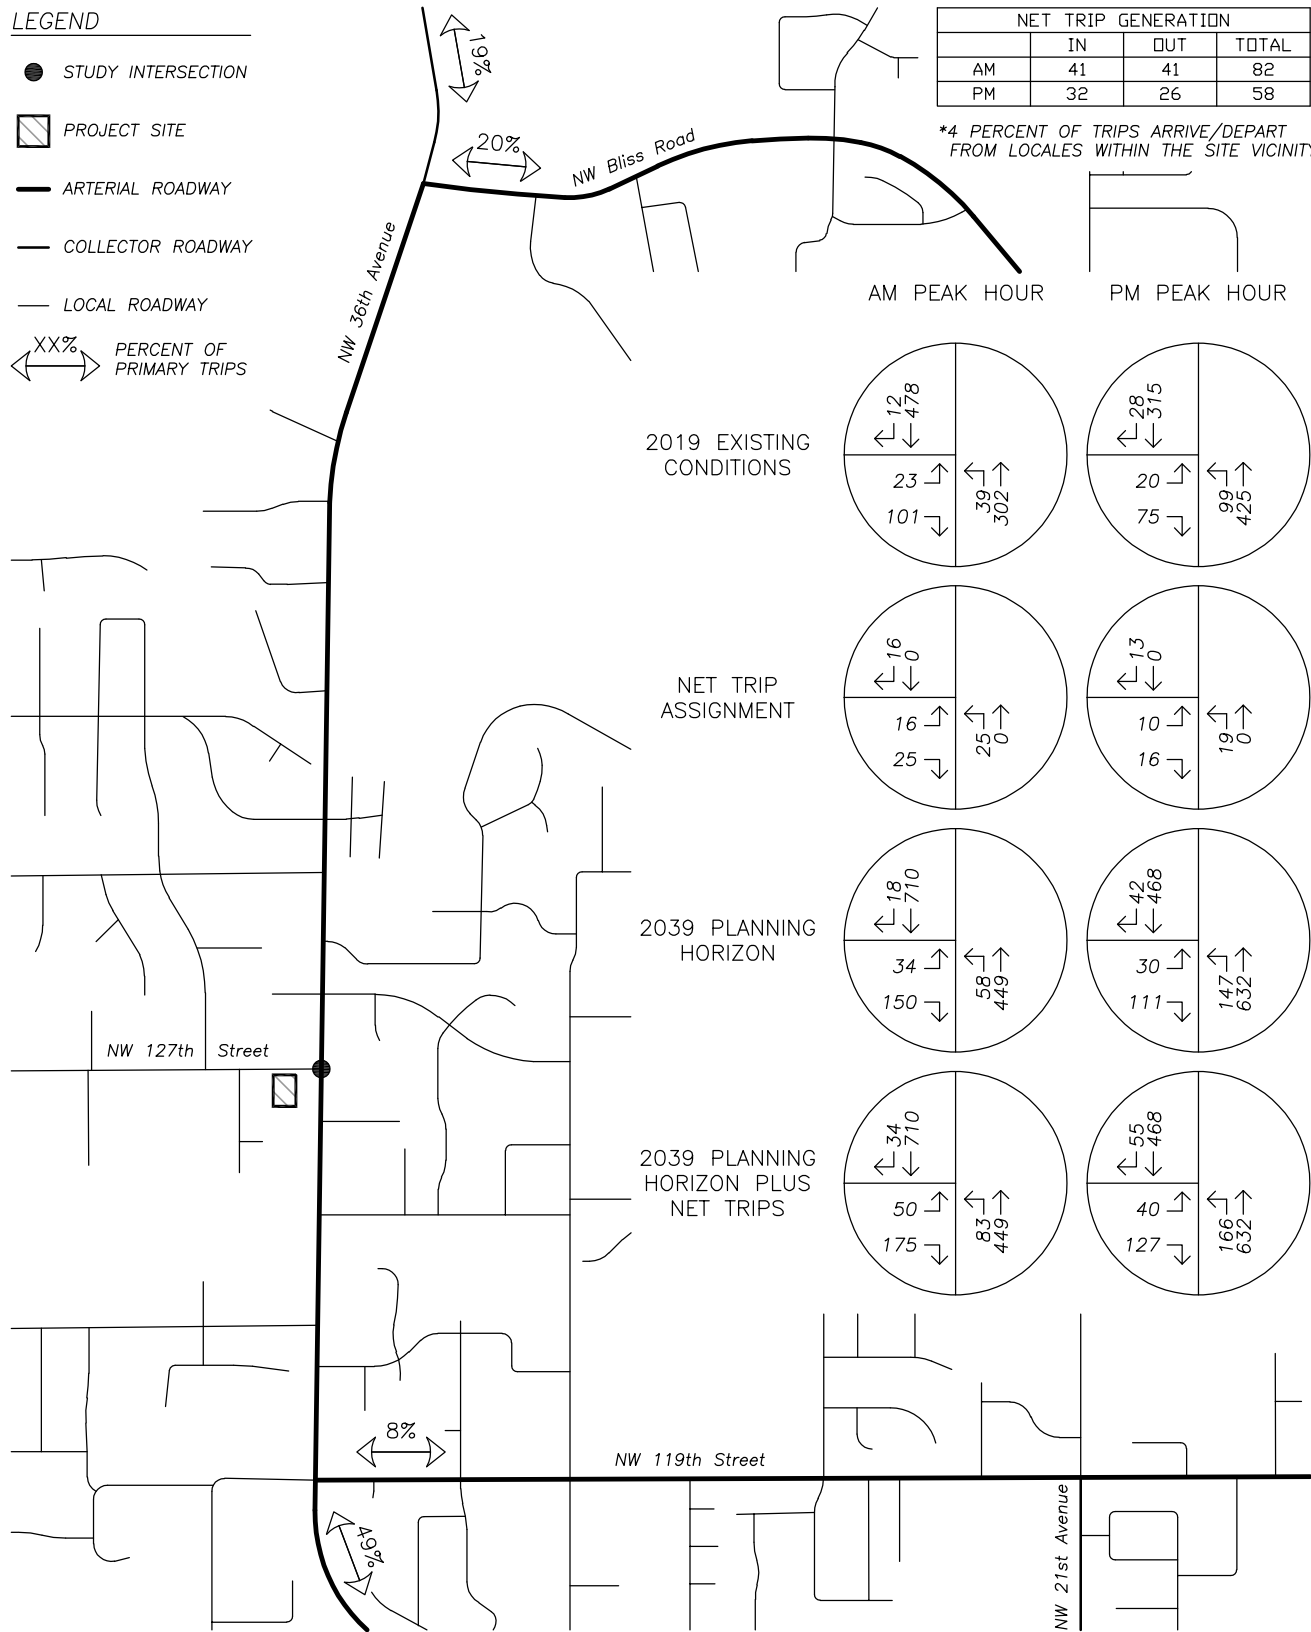 LEGEND
STUDY INTERSECTION
PROJECT SITE
ARTERIAL ROADWAY
COLLECTOR ROADWAY
LOCAL ROADWAY
XX%
PERCENT OF
PRIMARY TRIPS
19%
20%
NW Bliss Road
NW 36th Avenue
NET TRIP GENERATION
IN OUT TOTAL
AM 41 41 82
PM 32 26 58
*4 PERCENT OF TRIPS ARRIVE/DEPART
FROM LOCALES WITHIN THE SITE VICINITY
AM PEAK HOUR PM PEAK HOUR
2019 EXISTING
CONDITIONS
12
478
23
101
39
302
28
315
20
75
99
425
NET TRIP
ASSIGNMENT
16
0
16
25
25
0
13
0
10
16
19
0
2039 PLANNING
HORIZON
18
710
34
150
58
449
42
468
30
111
147
632
NW 127th Street
2039 PLANNING
HORIZON PLUS
NET TRIPS
34
710
50
175
83
449
55
468
40
127
166
632
8%
NW 119th Street
49%
NW 21st Avenue